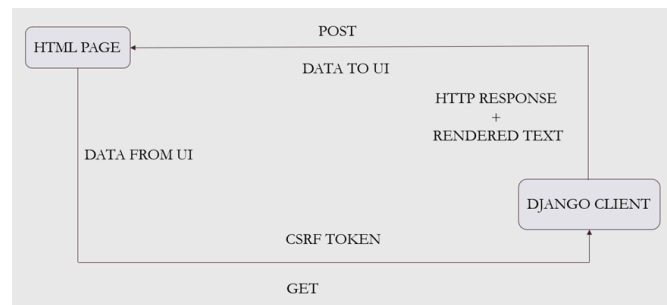 POST
HTML PAGE
DATA TO UI
HTTP RESPONSE
+
RENDERED TEXT
DATA FROM UI
DJANGO CLIENT
CSRF TOKEN
GET